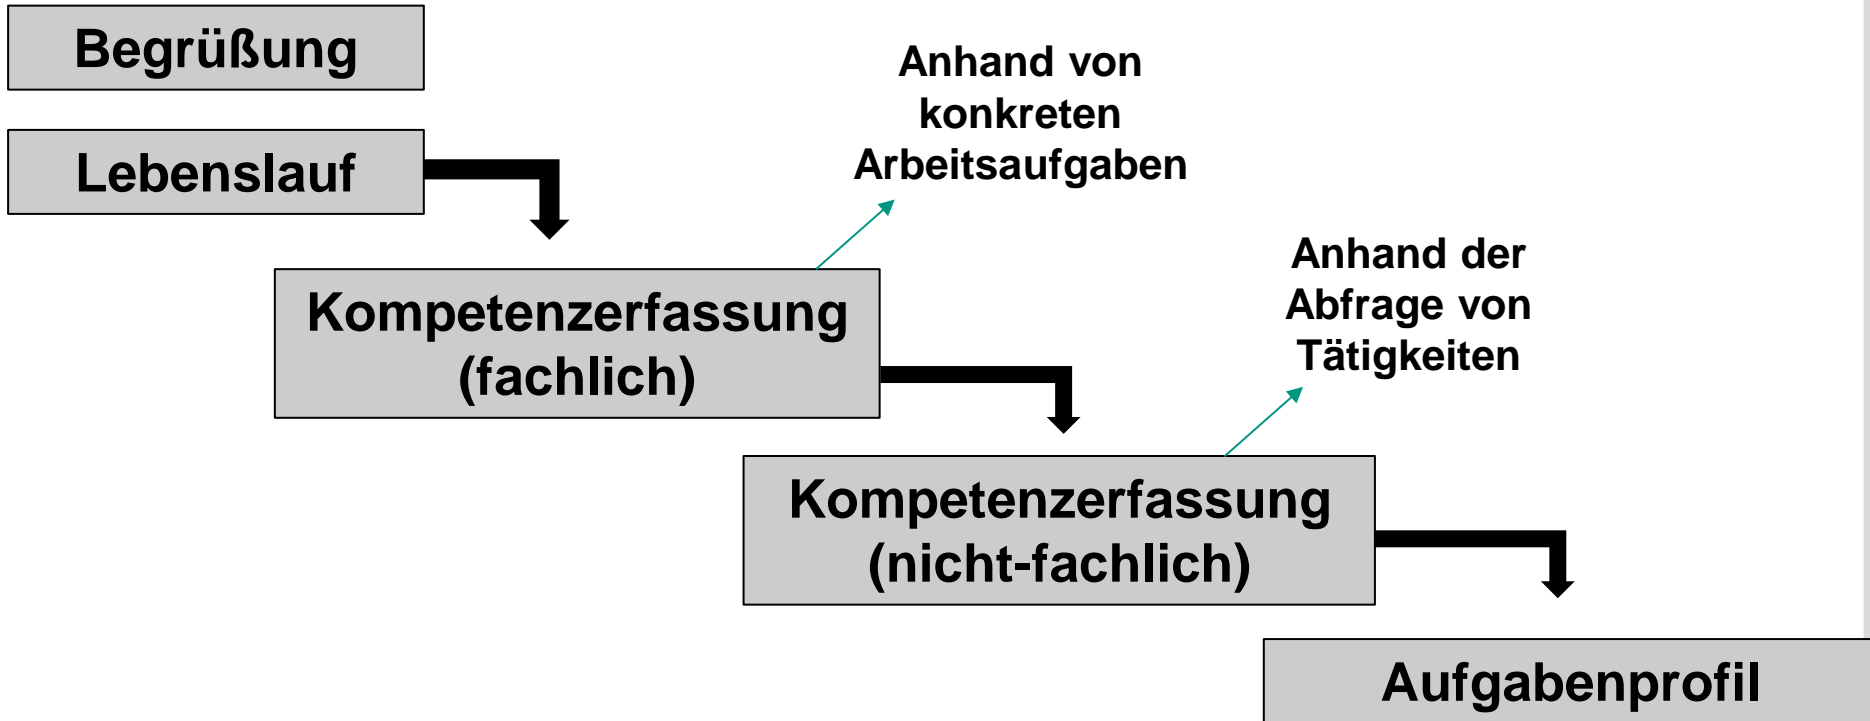 Begrüßung
Lebenslauf
Anhand von
konkreten
Arbeitsaufgaben
Kompetenzerfassung
(fachlich)
Anhand der
Abfrage von
Tätigkeiten
Kompetenzerfassung
(nicht-fachlich)
Aufgabenprofil